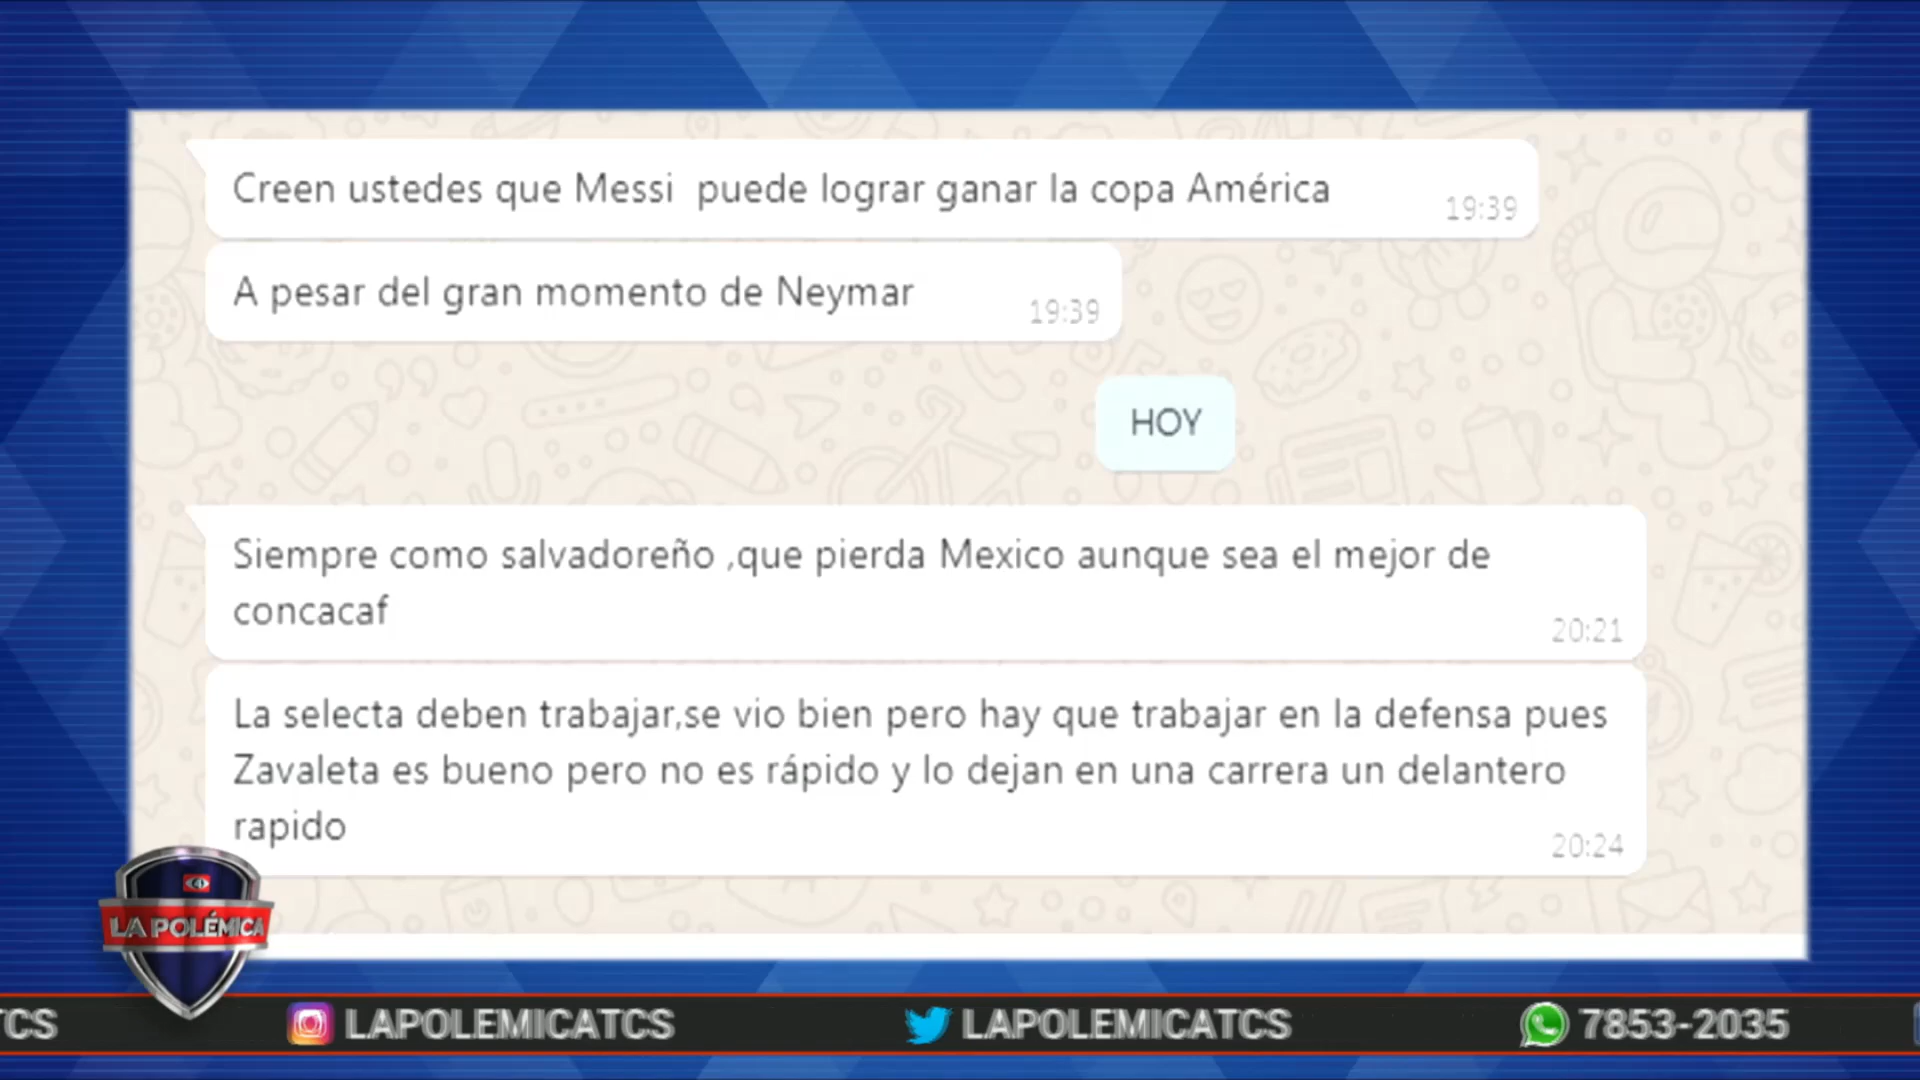 Creen ustedes que Messi  puede lograr ganar la copa América
19:39
A pesar del gran momento de Neymar
19:39
HOY
Siempre como salvadoreño ,que pierda Mexico aunque sea el mejor de
concacaf
20:21
La selecta deben trabajar,se vio bien pero hay que trabajar en la defensa pues
Zavaleta es bueno pero no es rápido y lo dejan en una carrera un delantero
rapido
20:24
4
LA POLÉMICA
TCS
LAPOLEMICATCS
LAPOLEMICATCS
7853-2035